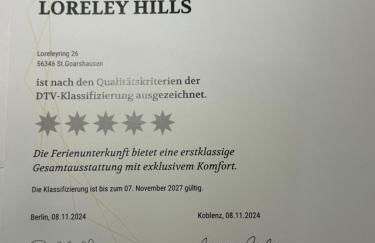 LORELEY HILLS
Loreleyring 26
56346 St.Goarshausen
ist nach den Qualitätskriterien der
DTV-Klassifizierung ausgezeichnet.
Die Ferienunterkunft bietet eine erstklassige
Gesamtausstattung mit exklusivem Komfort.
Die Klassifizierung ist bis zum 07. November 2027 gültig.
Berlin, 08.11.2024 Koblenz, 08.11.2024